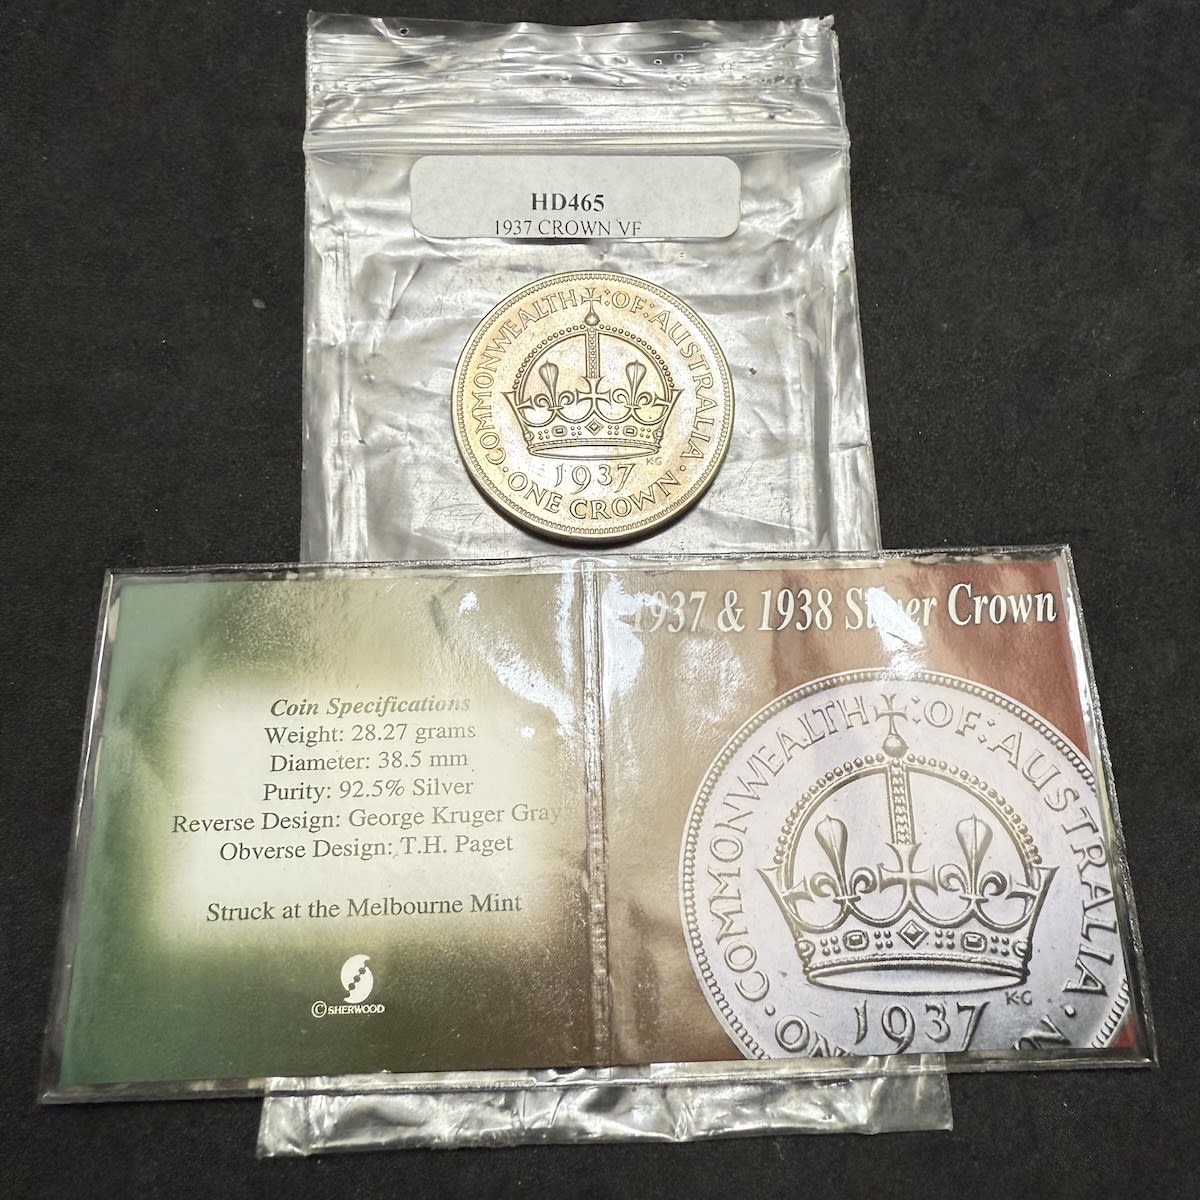 HD465
1937 CROWN VF
COMMONWEALTH·OF·AUSTRALIA·
K·G
1937
·ONE CROWN·
Coin Specifications
Weight: 28.27 grams
Diameter: 38.5 mm
Purity: 92.5% Silver
Reverse Design: George Kruger Gray
Obverse Design: T.H. Paget
Struck at the Melbourne Mint
© SHERWOOD
1937 & 1938 Silver Crown
COMMONWEALTH·OF·AUSTRALIA·
K·G
1937